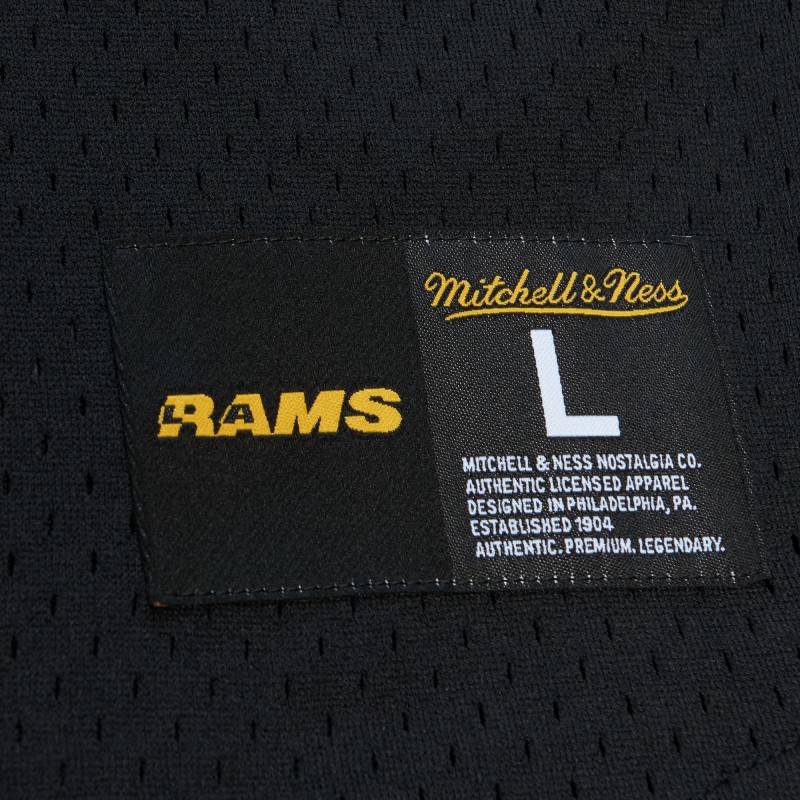 LA RAMS
Mitchell & Ness
L
MITCHELL & NESS NOSTALGIA CO.
AUTHENTIC LICENSED APPAREL
DESIGNED IN PHILADELPHIA, PA.
ESTABLISHED 1904
AUTHENTIC. PREMIUM. LEGENDARY.